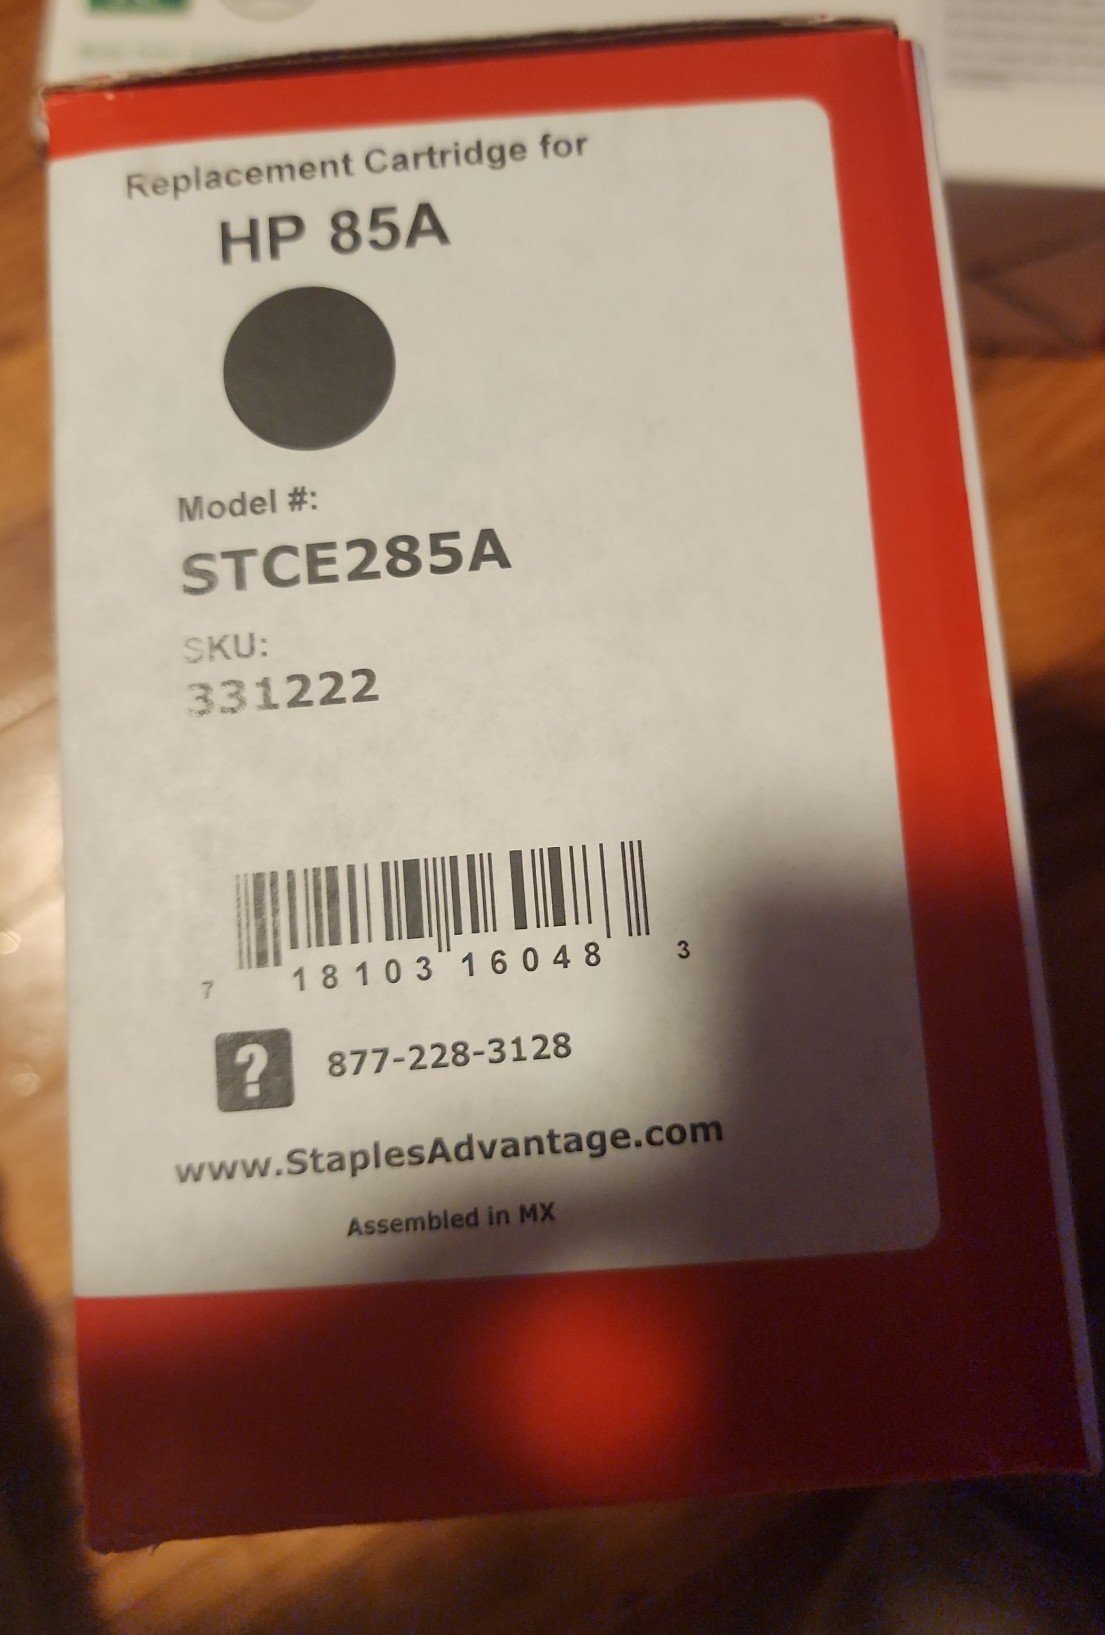 Replacement Cartridge for
HP 85A
Model #:
STCE285A
SKU:
331222
7 18103 16048 3
? 877-228-3128
www.StaplesAdvantage.com
Assembled in MX